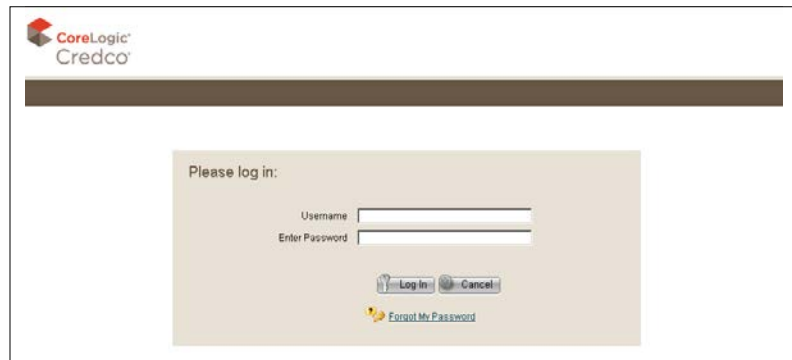 CoreLogic
Credco
Please log in:
Username
Enter Password
Log In Cancel
Forgot My Password